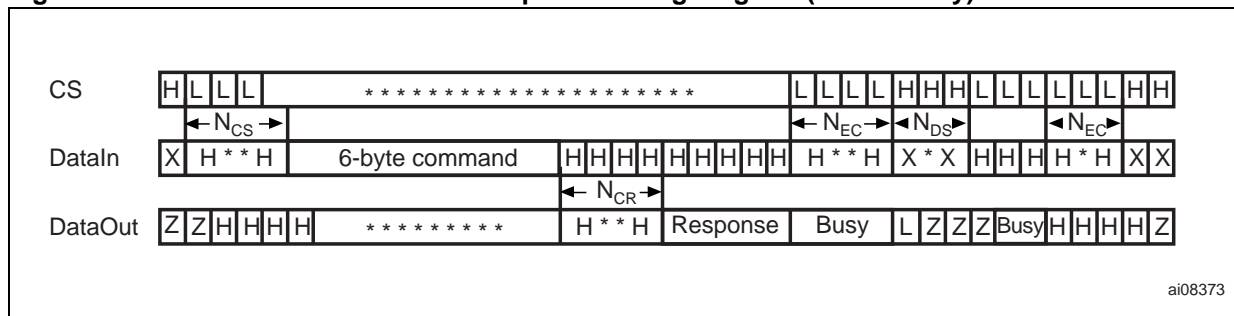 CS H L L L * * * * * * * * * * * * * * * * * * * * * L L L L H H H L L L L L L H H
N_CS N_EC N_DS N_EC
DataIn X H * * H 6-byte command H H H H H H H H H H * * H X * X H H H H * H X X
N_CR
DataOut Z Z H H H H * * * * * * * * * H * * H Response Busy L Z Z Z Busy H H H H Z
ai08373